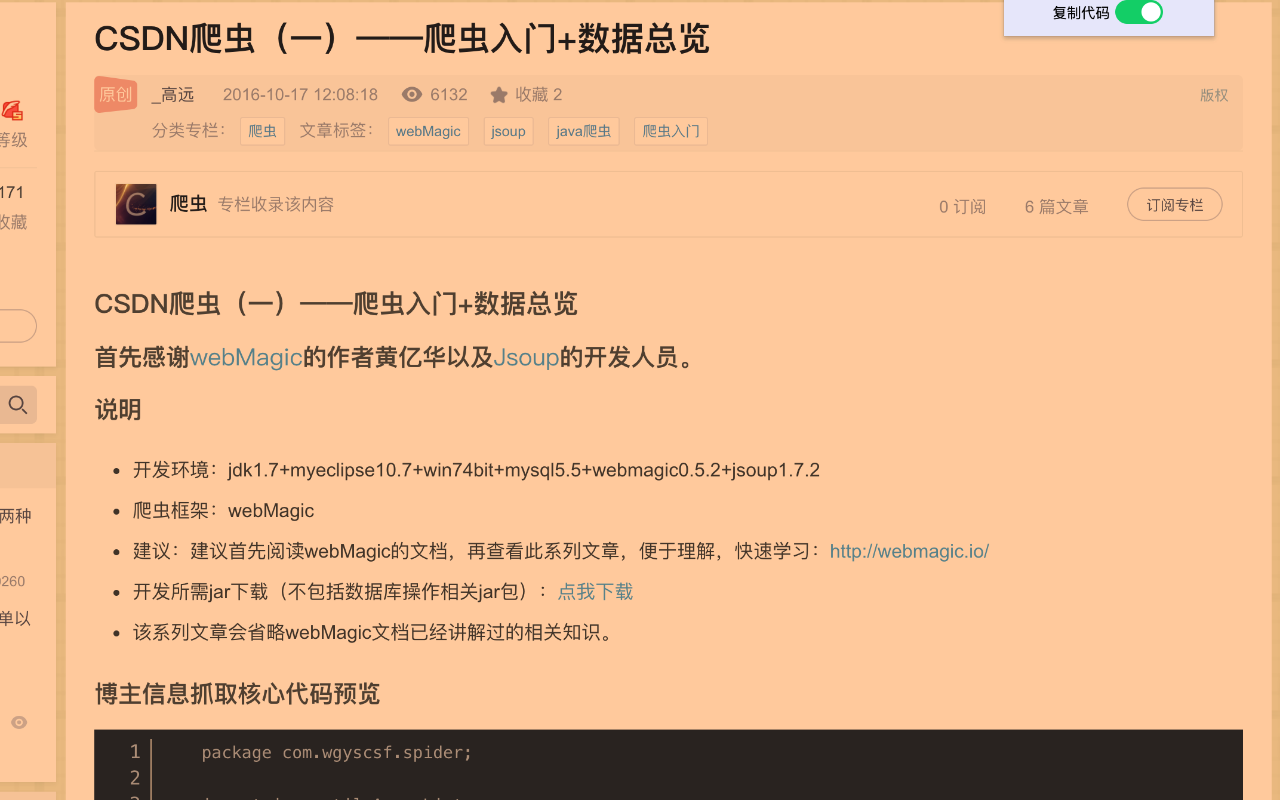 复制代码
CSDN爬虫（一）——爬虫入门+数据总览
原创 _高远 2016-10-17 12:08:18 6132 收藏 2 版权
分类专栏： 爬虫 文章标签： webMagic jsoup java爬虫 爬虫入门
等级
171
收藏
爬虫 专栏收录该内容 0 订阅 6 篇文章 订阅专栏
CSDN爬虫（一）——爬虫入门+数据总览
首先感谢webMagic的作者黄亿华以及Jsoup的开发人员。
说明
开发环境：jdk1.7+myeclipse10.7+win74bit+mysql5.5+webmagic0.5.2+jsoup1.7.2
爬虫框架：webMagic
两种
建议：建议首先阅读webMagic的文档，再查看此系列文章，便于理解，快速学习：http://webmagic.io/
9260
开发所需jar下载（不包括数据库操作相关jar包）：点我下载
单以
该系列文章会省略webMagic文档已经讲解过的相关知识。
博主信息抓取核心代码预览
1 package com.wgyscsf.spider;
2